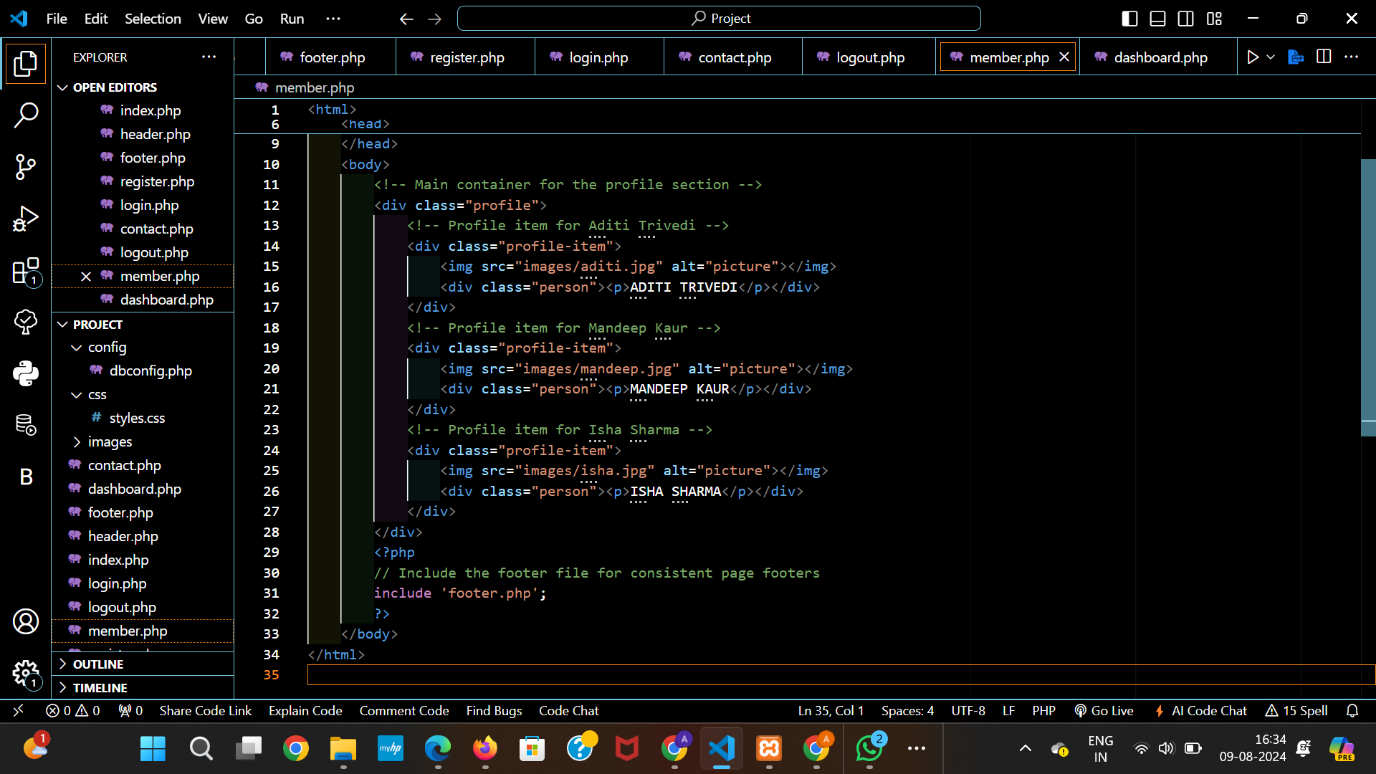 File Edit Selection View Go Run ··· Project
EXPLORER ···
OPEN EDITORS
index.php
header.php
footer.php
register.php
login.php
contact.php
logout.php
member.php
dashboard.php
PROJECT
config
dbconfig.php
css
# styles.css
images
contact.php
dashboard.php
footer.php
header.php
index.php
login.php
logout.php
member.php
OUTLINE
TIMELINE
footer.php register.php login.php contact.php logout.php member.php dashboard.php
member.php
1 <html>
6 <head>
9 </head>
10 <body>
11 <!-- Main container for the profile section -->
12 <div class="profile">
13 <!-- Profile item for Aditi Trivedi -->
14 <div class="profile-item">
15 <img src="images/aditi.jpg" alt="picture"></img>
16 <div class="person"><p>ADITI TRIVEDI</p></div>
17 </div>
18 <!-- Profile item for Mandeep Kaur -->
19 <div class="profile-item">
20 <img src="images/mandeep.jpg" alt="picture"></img>
21 <div class="person"><p>MANDEEP KAUR</p></div>
22 </div>
23 <!-- Profile item for Isha Sharma -->
24 <div class="profile-item">
25 <img src="images/isha.jpg" alt="picture"></img>
26 <div class="person"><p>ISHA SHARMA</p></div>
27 </div>
28 </div>
29 <?php
30 // Include the footer file for consistent page footers
31 include 'footer.php';
32 ?>
33 </body>
34 </html>
35
1
B
1
0 0 0 Share Code Link Explain Code Comment Code Find Bugs Code Chat Ln 35, Col 1 Spaces: 4 UTF-8 LF PHP Go Live AI Code Chat 15 Spell
1 myhp A A 2 ··· ENG 16:34
IN 09-08-2024 PRE